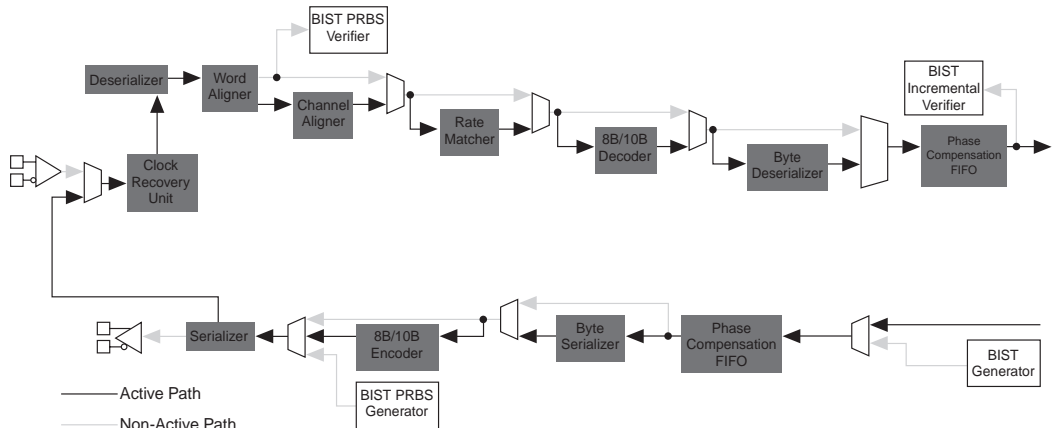 BIST PRBS
Verifier
Deserializer
Word
Aligner
Channel
Aligner
Rate
Matcher
8B/10B
Decoder
Byte
Deserializer
BIST
Incremental
Verifier
Phase
Compensation
FIFO
Clock
Recovery
Unit
Serializer
8B/10B
Encoder
BIST PRBS
Generator
Byte
Serializer
Phase
Compensation
FIFO
BIST
Generator
Active Path
Non-Active Path